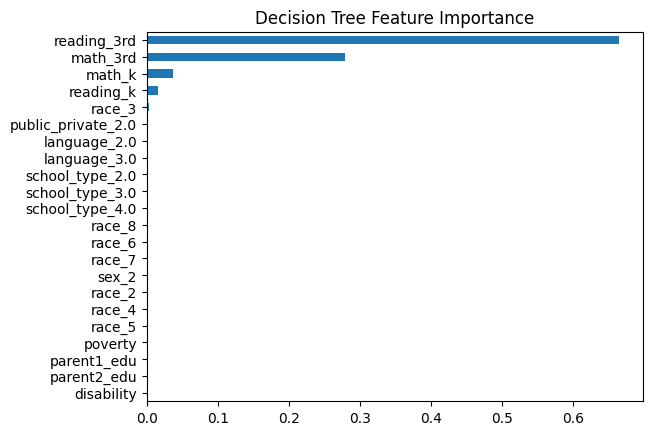 Decision Tree Feature Importance
reading_3rd
math_3rd
math_k
reading_k
race_3
public_private_2.0
language_2.0
language_3.0
school_type_2.0
school_type_3.0
school_type_4.0
race_8
race_6
race_7
sex_2
race_2
race_4
race_5
poverty
parent1_edu
parent2_edu
disability
0.0 0.1 0.2 0.3 0.4 0.5 0.6